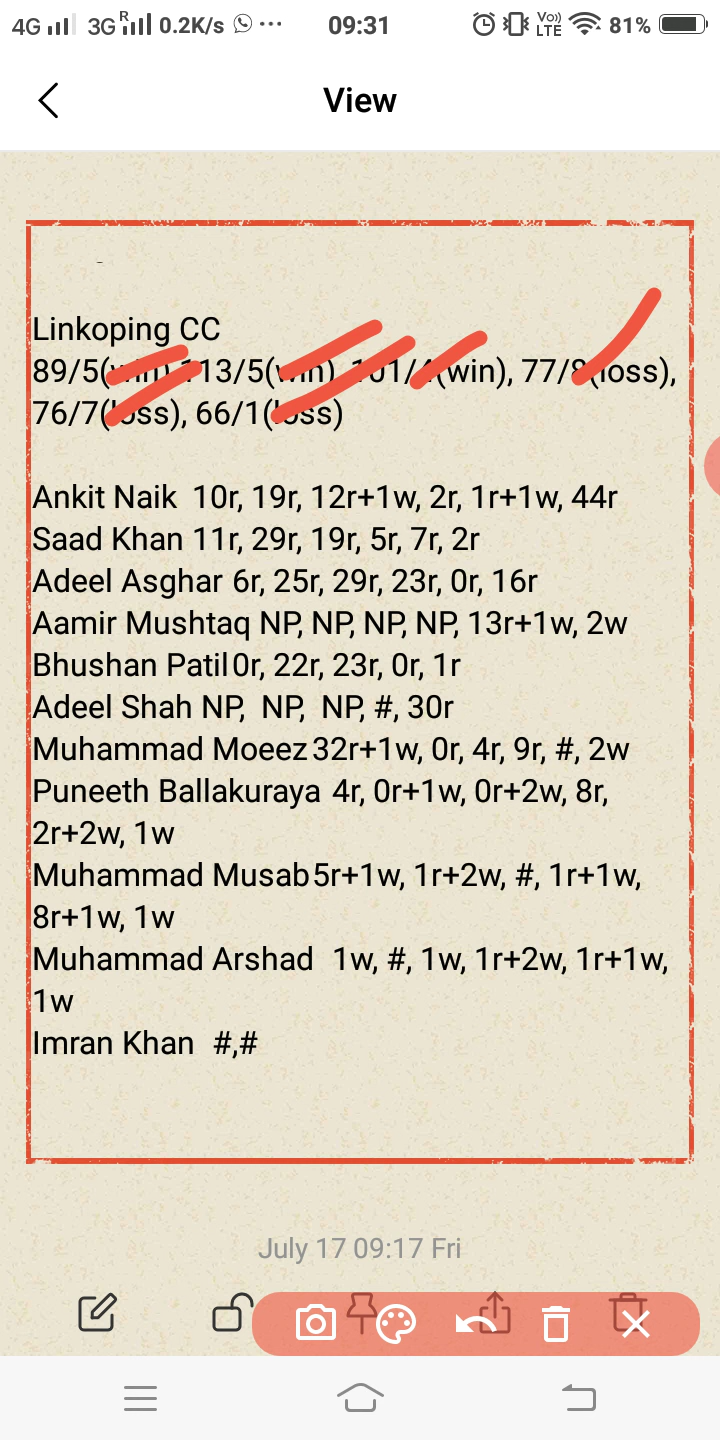 4G 3G R 0.2K/s ... 09:31 Vo)) LTE 81%
View
Linkoping CC
89/5(win) 113/5(win), 101/4(win), 77/8(loss),
76/7(loss), 66/1(loss)
Ankit Naik 10r, 19r, 12r+1w, 2r, 1r+1w, 44r
Saad Khan 11r, 29r, 19r, 5r, 7r, 2r
Adeel Asghar 6r, 25r, 29r, 23r, 0r, 16r
Aamir Mushtaq NP, NP, NP, NP, 13r+1w, 2w
Bhushan Patil 0r, 22r, 23r, 0r, 1r
Adeel Shah NP, NP, NP, #, 30r
Muhammad Moeez 32r+1w, 0r, 4r, 9r, #, 2w
Puneeth Ballakuraya 4r, 0r+1w, 0r+2w, 8r,
2r+2w, 1w
Muhammad Musab 5r+1w, 1r+2w, #, 1r+1w,
8r+1w, 1w
Muhammad Arshad 1w, #, 1w, 1r+2w, 1r+1w,
1w
Imran Khan #,#
July 17 09:17 Fri